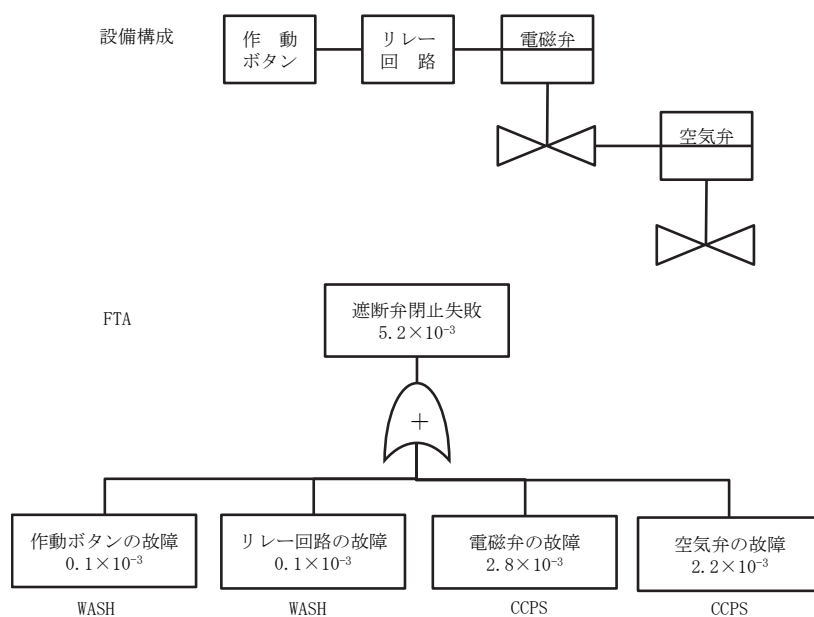 設備構成
作 動
ボタン
リレー
回 路
電磁弁
空気弁
FTA
遮断弁閉止失敗
5.2×10⁻³
+
作動ボタンの故障
0.1×10⁻³
リレー回路の故障
0.1×10⁻³
電磁弁の故障
2.8×10⁻³
空気弁の故障
2.2×10⁻³
WASH
WASH
CCPS
CCPS